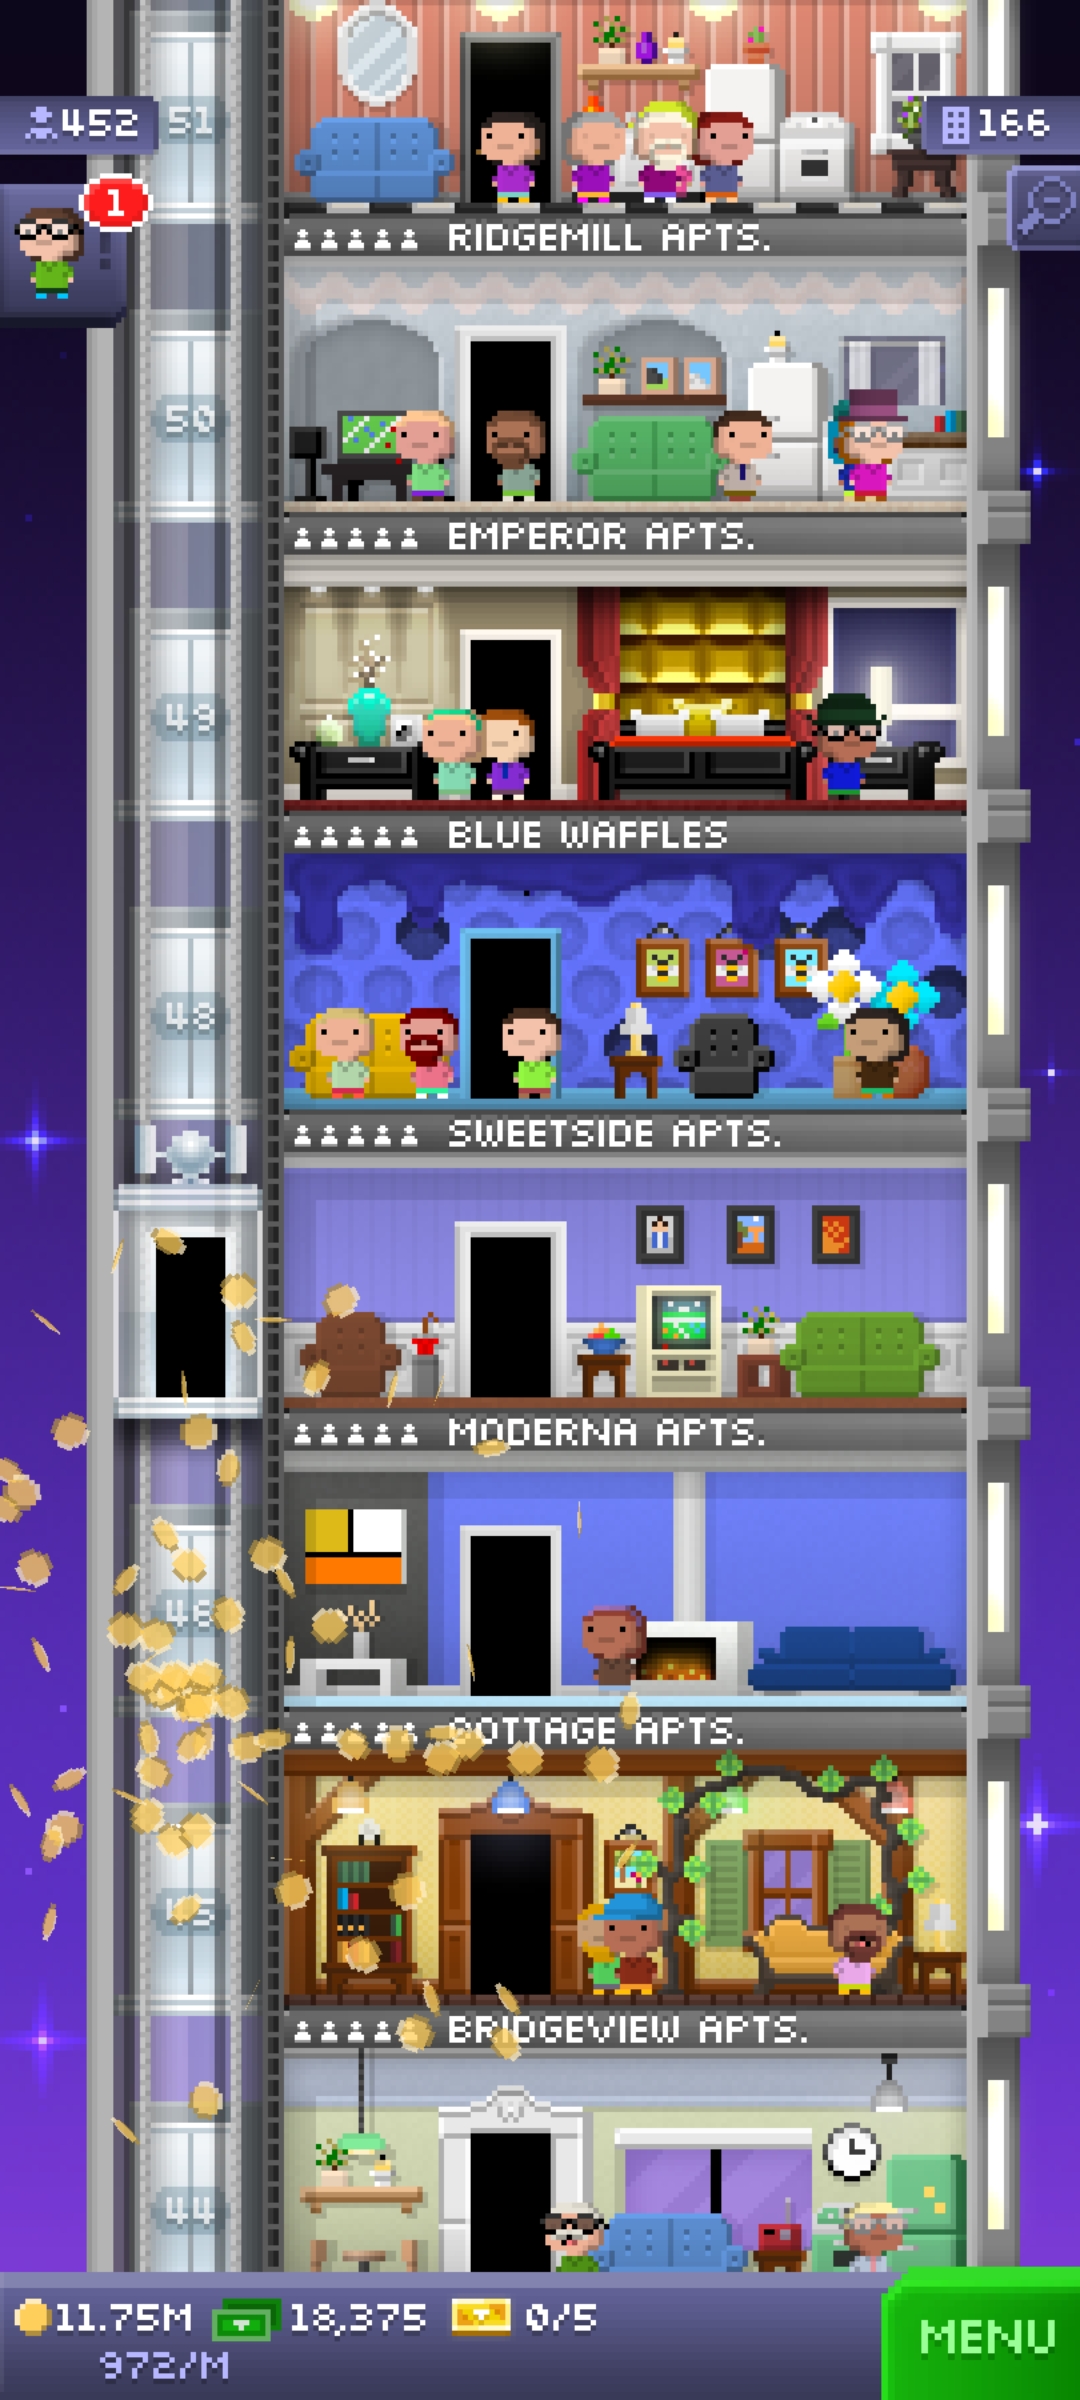 51
452
166
1
RIDGEMILL APTS.
50
EMPEROR APTS.
49
BLUE WAFFLES
48
SWEETSIDE APTS.
MODERNA APTS.
46
COTTAGE APTS.
BRIDGEVIEW APTS.
44
11.75M 18,375 0/5
972/M
MENU